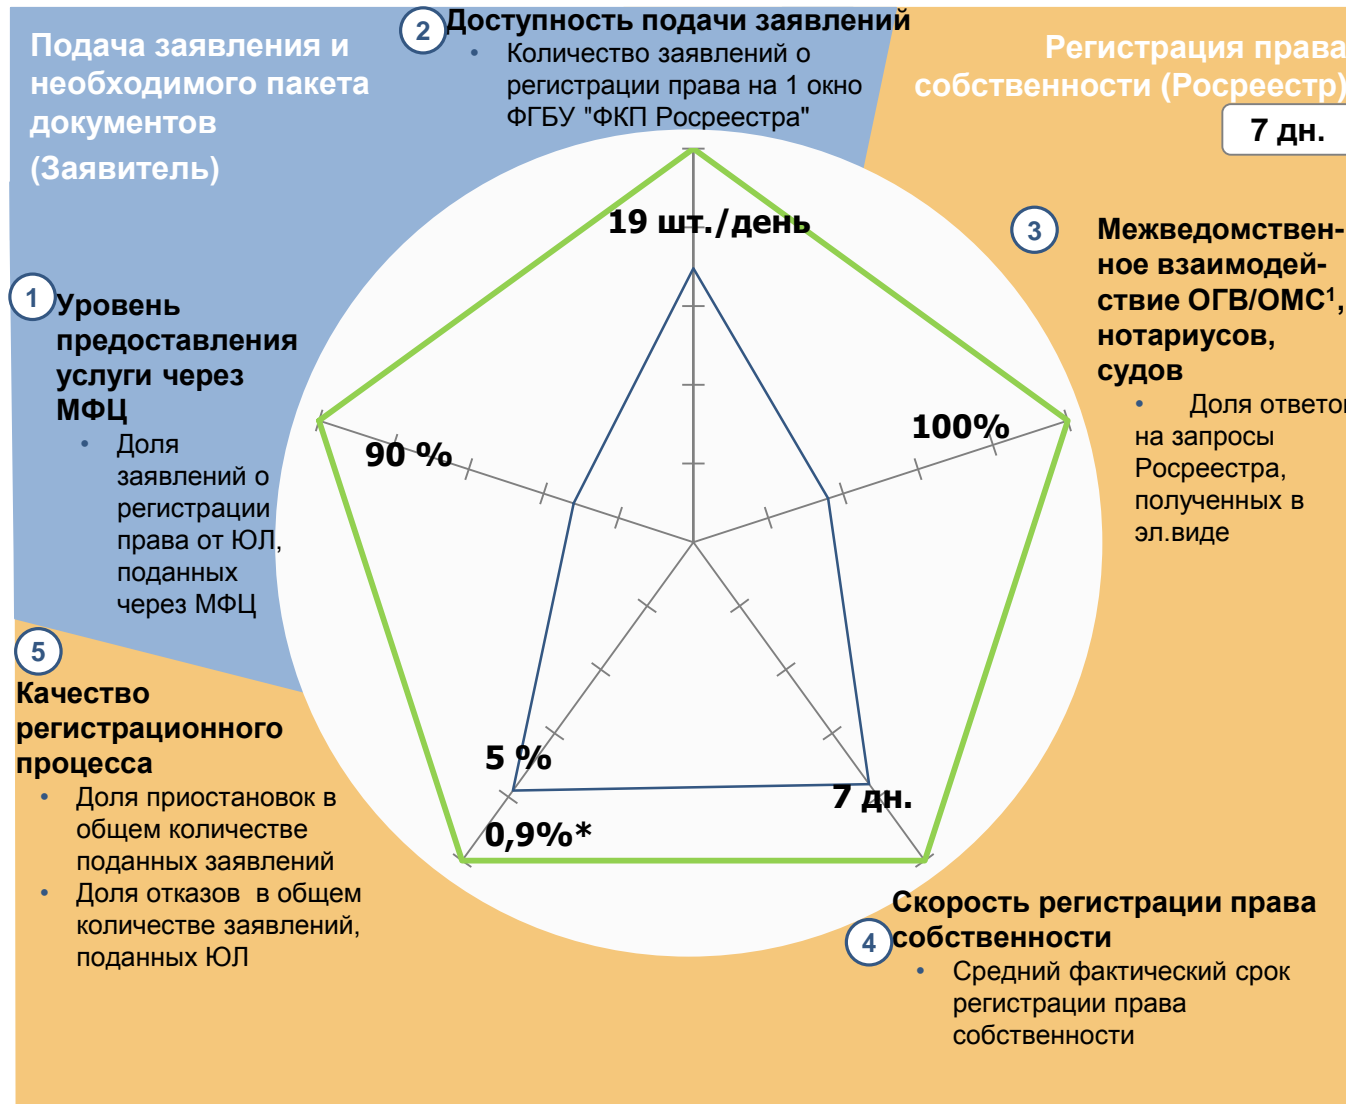 Подача заявления и
необходимого пакета
документов
(Заявитель)
2
Доступность подачи заявлений
• Количество заявлений о
регистрации права на 1 окно
ФГБУ "ФКП Росреестра"
Регистрация права
собственности (Росреестр)
7 дн.
19 шт./день
3
Межведомствен-
ное взаимодей-
ствие ОГВ/ОМС¹,
нотариусов,
судов
• Доля ответов
на запросы
Росреестра,
полученных в
эл.виде
1
Уровень
предоставления
услуги через
МФЦ
• Доля
заявлений о
регистрации
права от ЮЛ,
поданных
через МФЦ
90 %
100%
5
Качество
регистрационного
процесса
• Доля приостановок в
общем количестве
поданных заявлений
• Доля отказов в общем
количестве заявлений,
поданных ЮЛ
5 %
0,9%*
7 дн.
4
Скорость регистрации права
собственности
• Средний фактический срок
регистрации права
собственности